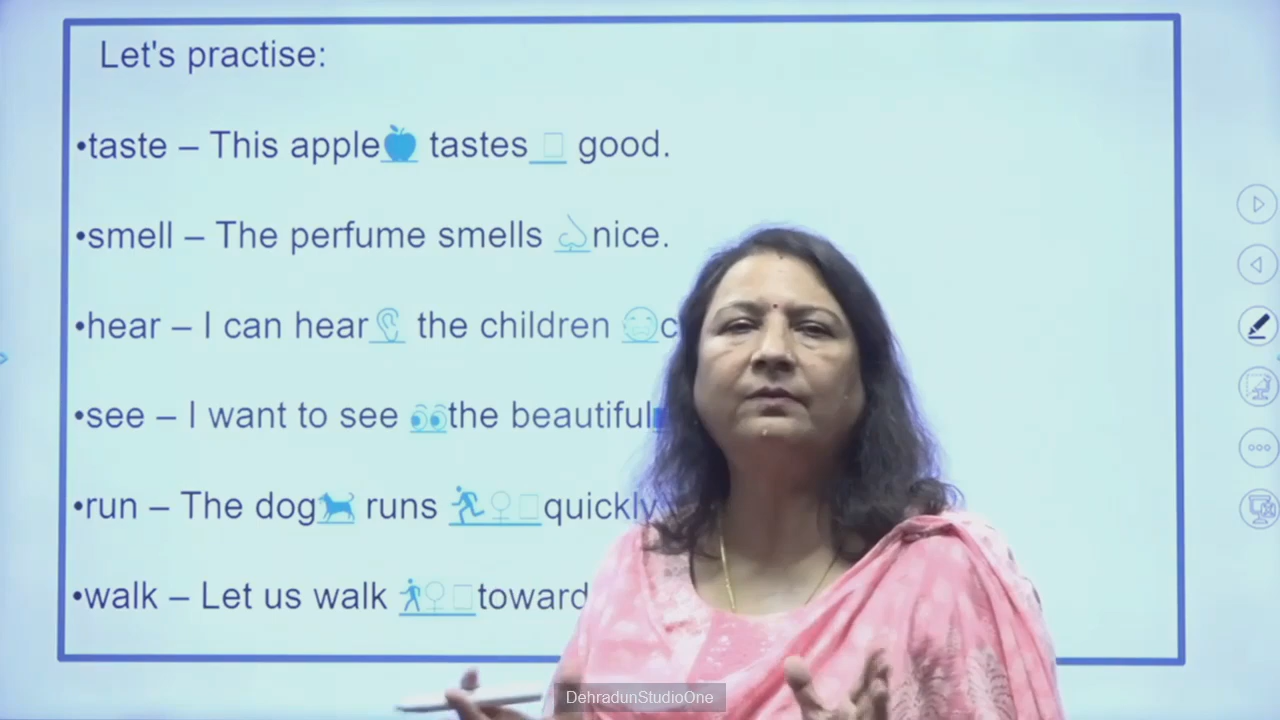 Let's practise:
•taste – This apple tastes good.
•smell – The perfume smells nice.
•hear – I can hear the children
•see – I want to see the beautiful
•run – The dog runs quickly
•walk – Let us walk
DehradunStudioOne